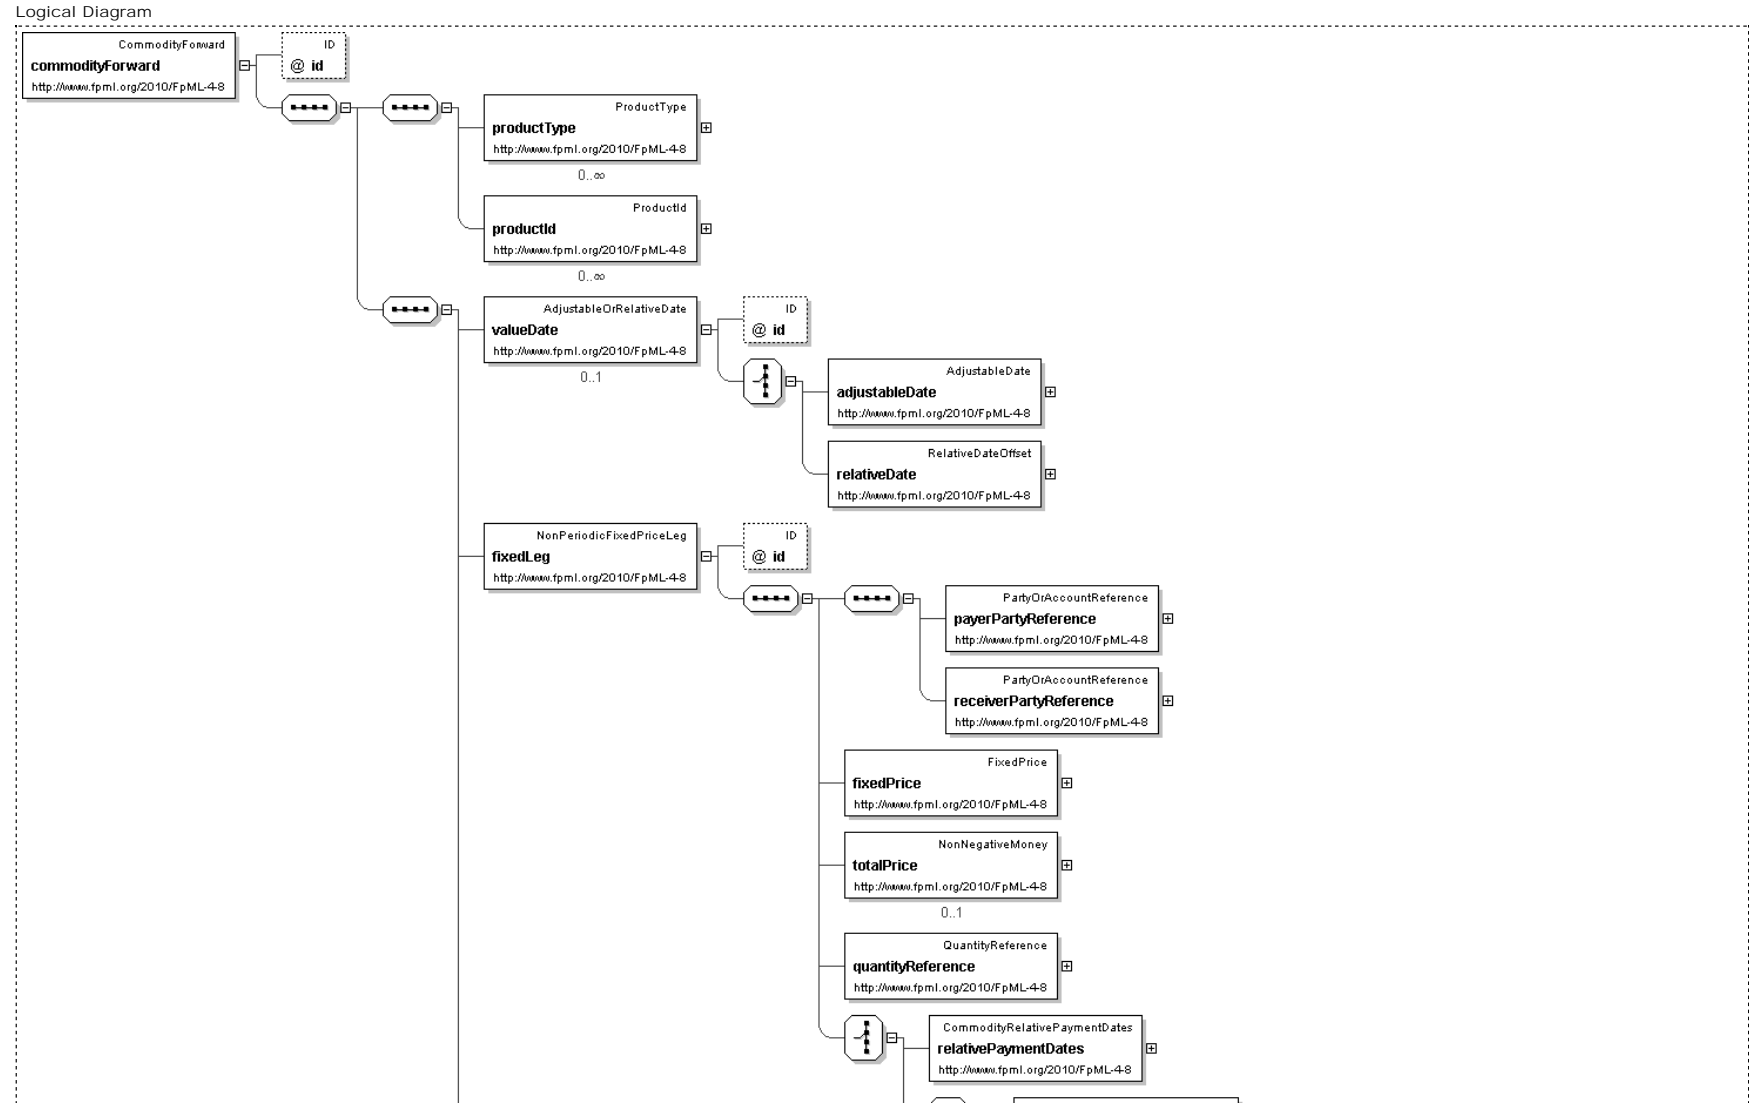 Logical Diagram
CommodityForward
commodityForward
http://www.fpml.org/2010/FpML-4-8
ID
@ id
ProductType
productType
http://www.fpml.org/2010/FpML-4-8
0..∞
ProductId
productId
http://www.fpml.org/2010/FpML-4-8
0..∞
AdjustableOrRelativeDate
valueDate
http://www.fpml.org/2010/FpML-4-8
0..1
ID
@ id
AdjustableDate
adjustableDate
http://www.fpml.org/2010/FpML-4-8
RelativeDateOffset
relativeDate
http://www.fpml.org/2010/FpML-4-8
NonPeriodicFixedPriceLeg
fixedLeg
http://www.fpml.org/2010/FpML-4-8
ID
@ id
PartyOrAccountReference
payerPartyReference
http://www.fpml.org/2010/FpML-4-8
PartyOrAccountReference
receiverPartyReference
http://www.fpml.org/2010/FpML-4-8
FixedPrice
fixedPrice
http://www.fpml.org/2010/FpML-4-8
NonNegativeMoney
totalPrice
http://www.fpml.org/2010/FpML-4-8
0..1
QuantityReference
quantityReference
http://www.fpml.org/2010/FpML-4-8
CommodityRelativePaymentDates
relativePaymentDates
http://www.fpml.org/2010/FpML-4-8